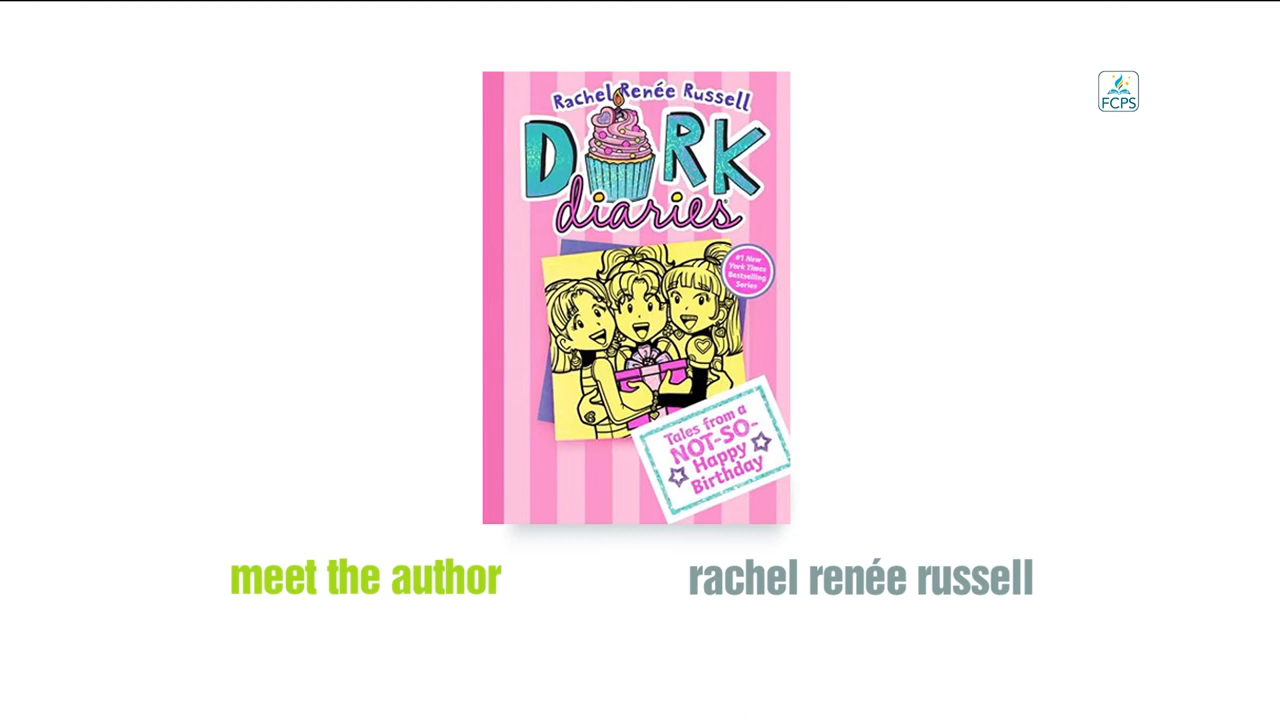 FCPS
Rachel Renée Russell
DORK
diaries
#1 New
York Times
Bestselling
Series
Tales from a
NOT-SO-
Happy
Birthday
meet the author
rachel renée russell